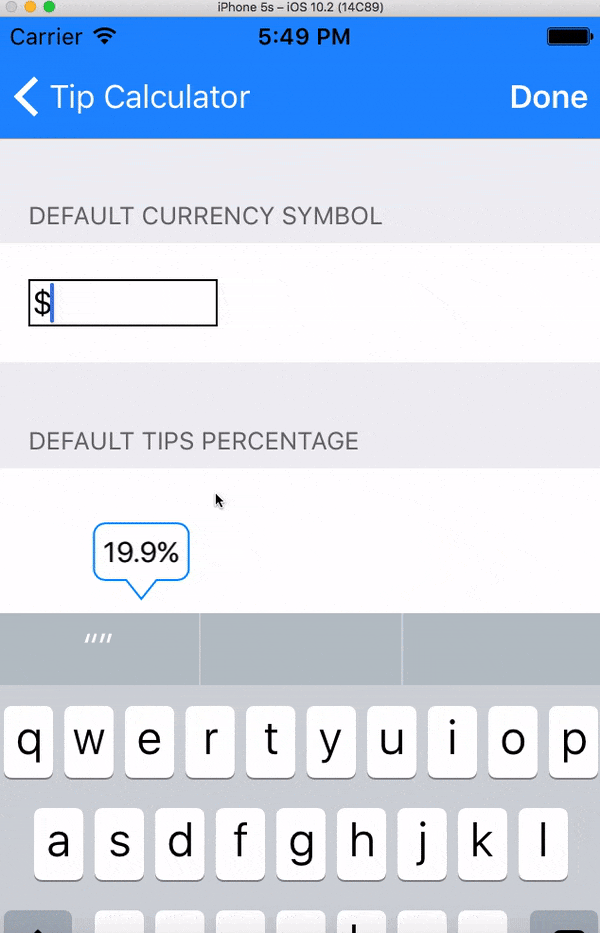 iPhone 5s – iOS 10.2 (14C89)
Carrier 5:49 PM
Tip Calculator Done
DEFAULT CURRENCY SYMBOL
$
DEFAULT TIPS PERCENTAGE
19.9%
""
q w e r t y u i o p
a s d f g h j k l